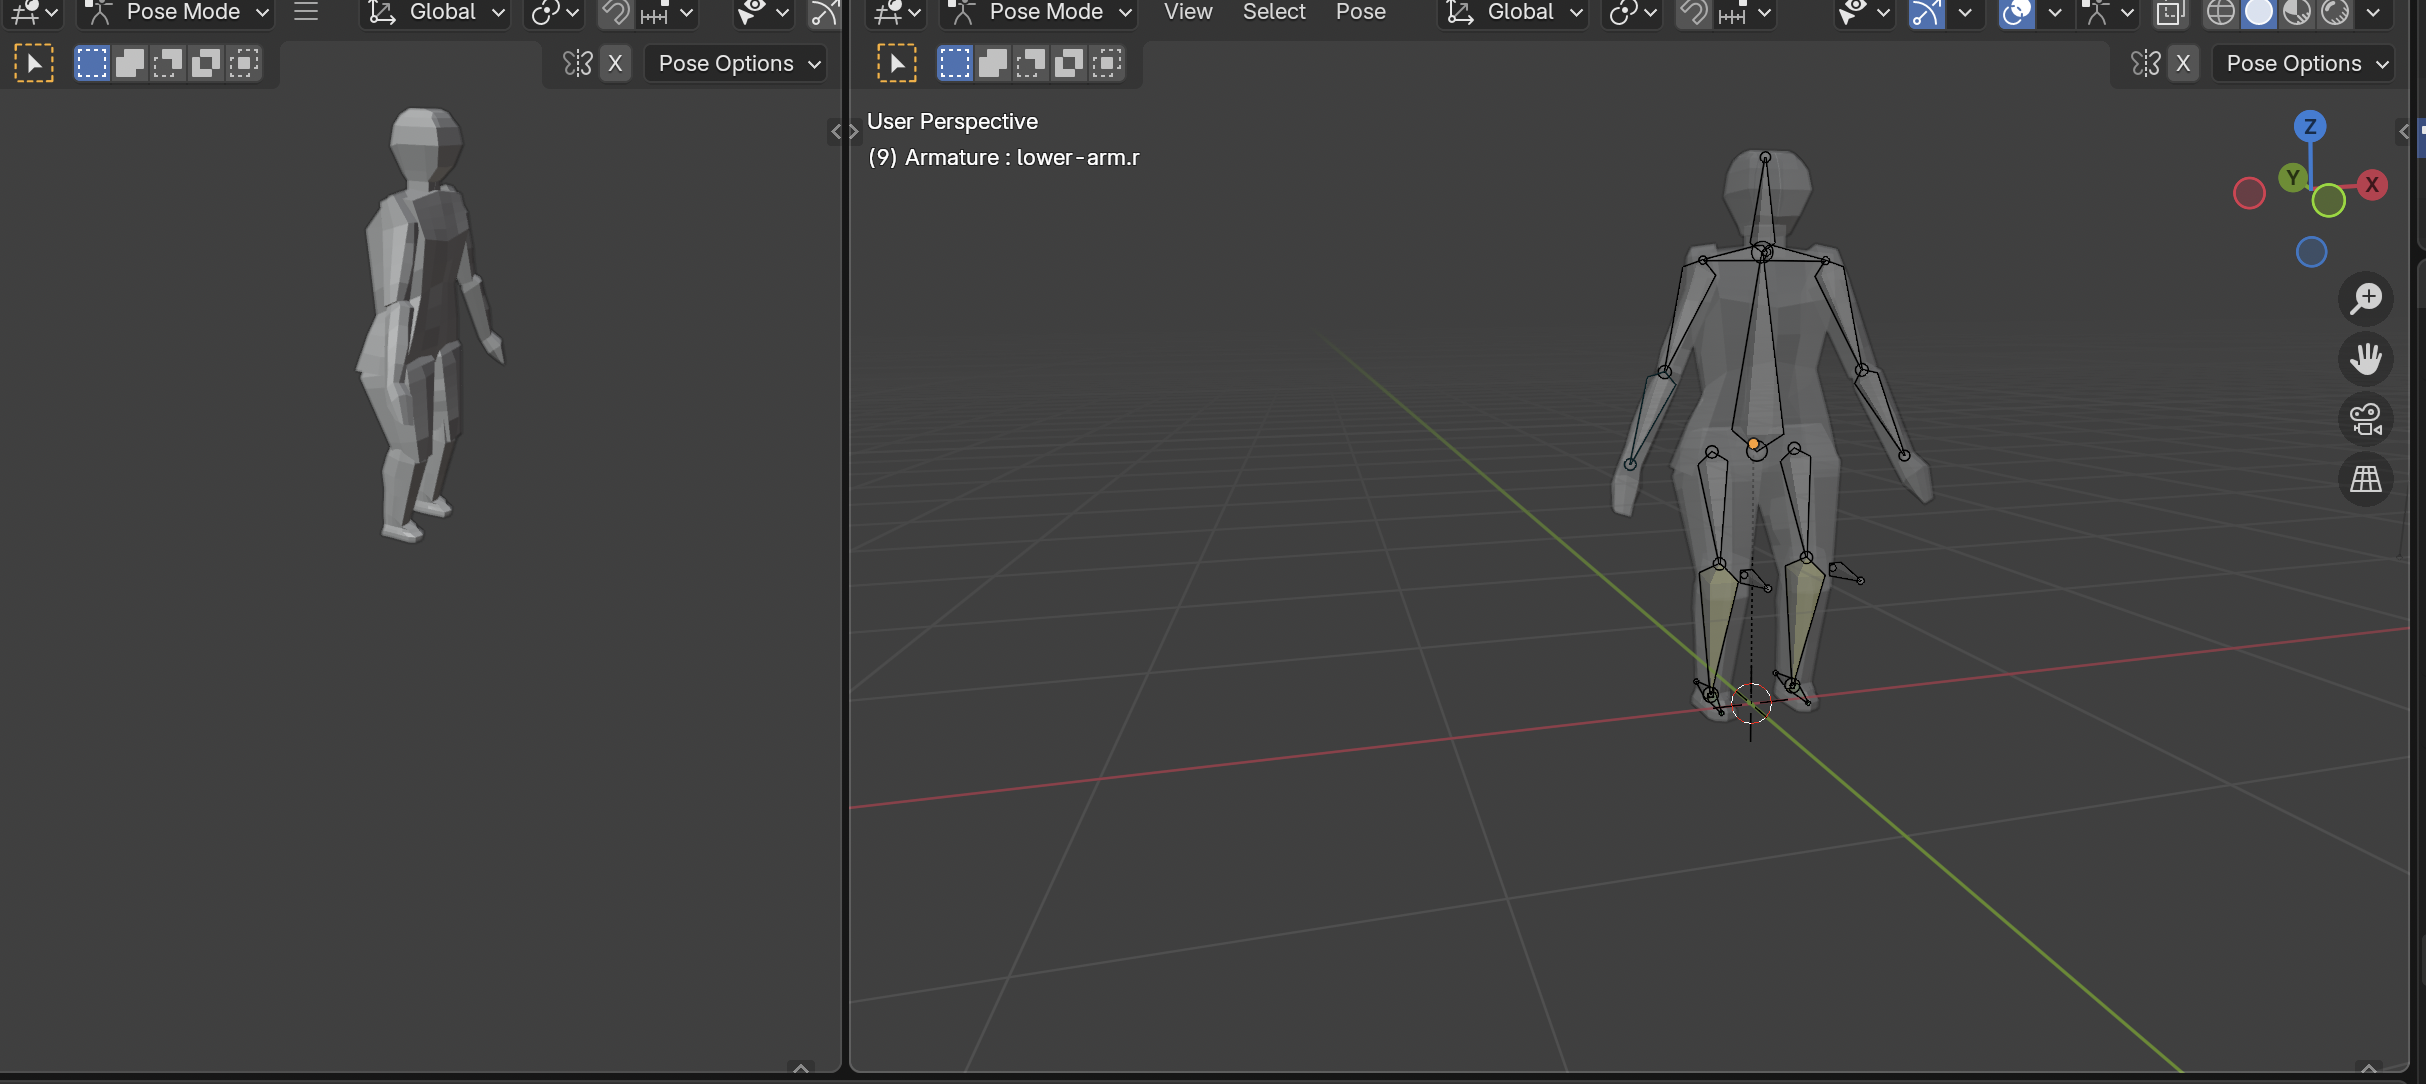 Pose Mode
Global
X
Pose Options
Pose Mode
View
Select
Pose
Global
X
Pose Options
User Perspective
(9) Armature : lower-arm.r
Z
Y
X